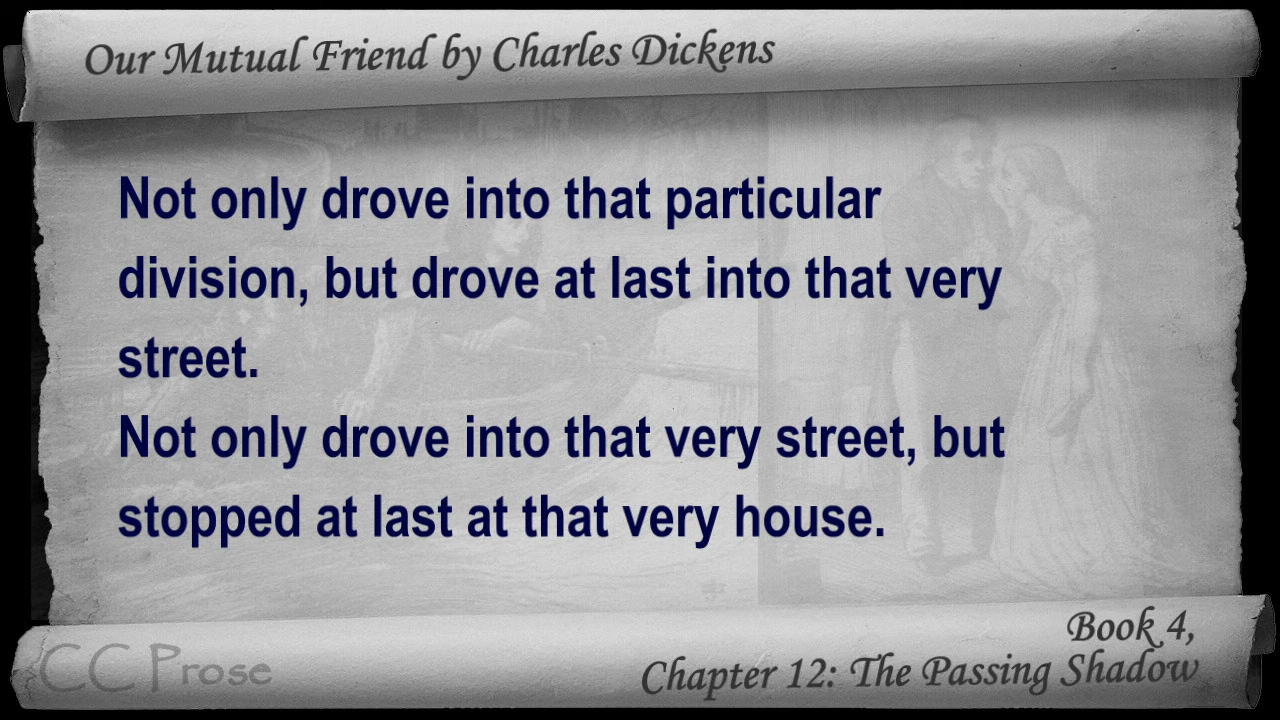 Our Mutual Friend by Charles Dickens
Not only drove into that particular
division, but drove at last into that very
street.
Not only drove into that very street, but
stopped at last at that very house.
Book 4,
Chapter 12: The Passing Shadow
CC Prose